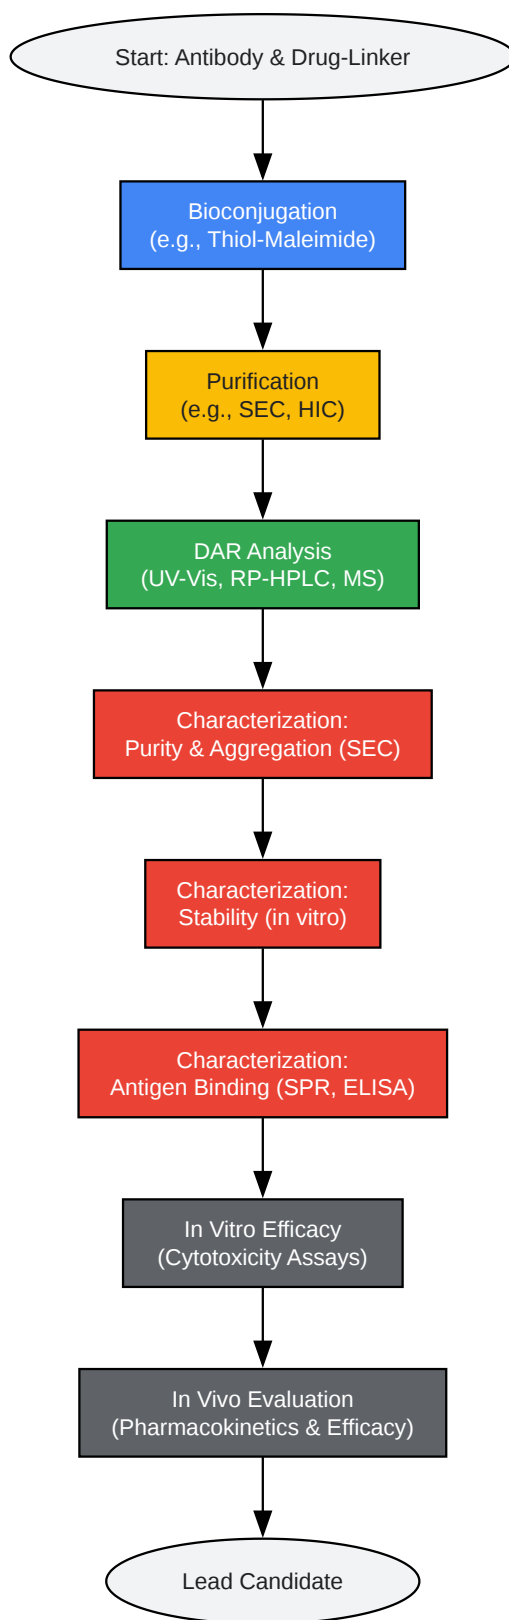 Start: Antibody & Drug-Linker
Bioconjugation
(e.g., Thiol-Maleimide)
Purification
(e.g., SEC, HIC)
DAR Analysis
(UV-Vis, RP-HPLC, MS)
Characterization:
Purity & Aggregation (SEC)
Characterization:
Stability (in vitro)
Characterization:
Antigen Binding (SPR, ELISA)
In Vitro Efficacy
(Cytotoxicity Assays)
In Vivo Evaluation
(Pharmacokinetics & Efficacy)
Lead Candidate